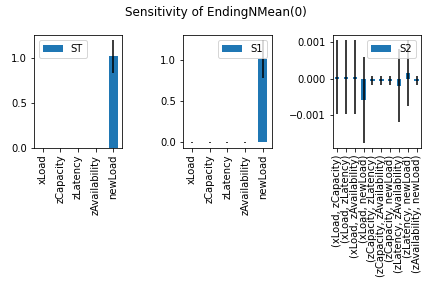 Sensitivity of EndingNMean(0)
ST
1.0
0.5
0.0
xLoad
zCapacity
zLatency
zAvailability
newLoad
S1
1.0
0.5
0.0
xLoad
zCapacity
zLatency
zAvailability
newLoad
S2
0.001
0.000
−0.001
(xLoad, zCapacity)
(xLoad, zLatency)
(xLoad, zAvailability)
(xLoad, newLoad)
(zCapacity, zLatency)
(zCapacity, zAvailability)
(zCapacity, newLoad)
(zLatency, zAvailability)
(zLatency, newLoad)
(zAvailability, newLoad)